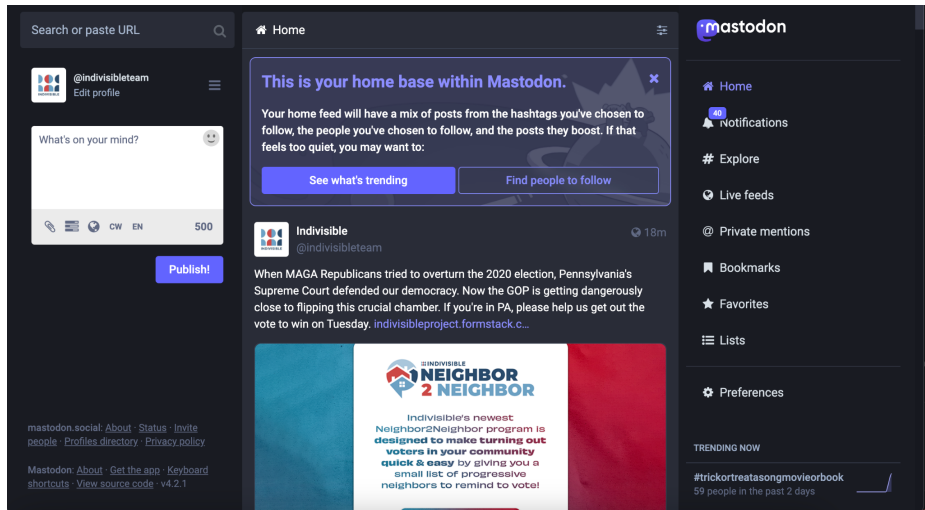 Search or paste URL
@indivisibleteam
Edit profile
What's on your mind?
CW EN 500
Publish!
mastodon.social: About · Status · Invite
people · Profiles directory · Privacy policy
Mastodon: About · Get the app · Keyboard
shortcuts · View source code · v4.2.1
Home
This is your home base within Mastodon.
Your home feed will have a mix of posts from the hashtags you've chosen to
follow, the people you've chosen to follow, and the posts they boost. If that
feels too quiet, you may want to:
See what's trending
Find people to follow
INDIVISIBLE
Indivisible
18m
@indivisibleteam
When MAGA Republicans tried to overturn the 2020 election, Pennsylvania's
Supreme Court defended our democracy. Now the GOP is getting dangerously
close to flipping this crucial chamber. If you're in PA, please help us get out the
vote to win on Tuesday. indivisibleproject.formstack.c...
INDIVISIBLE
NEIGHBOR
2 NEIGHBOR
Indivisible's newest
Neighbor2Neighbor program is
designed to make turning out
voters in your community
quick & easy by giving you a
small list of progressive
neighbors to remind to vote!
mastodon
Home
40
Notifications
# Explore
Live feeds
@ Private mentions
Bookmarks
Favorites
Lists
Preferences
TRENDING NOW
#trickortreatasongmovieorbook
59 people in the past 2 days